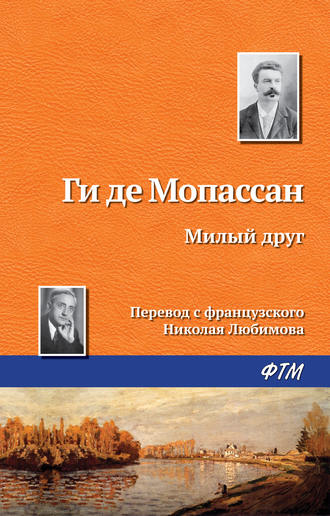 Ги де Мопассан
Милый друг
Перевод с французского
Николая Любимова
ФТМ